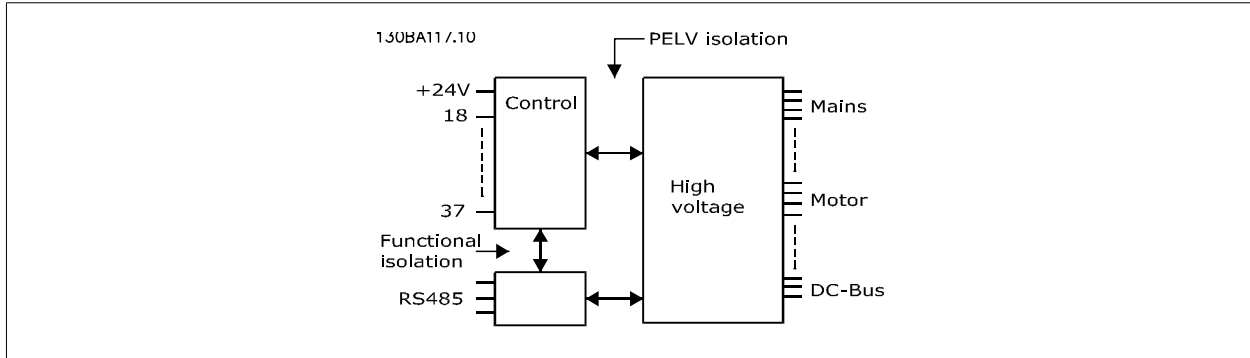 130BA117.10
PELV isolation
+24V
Control
18
Mains
High
voltage
37
Motor
Functional
isolation
RS485
DC-Bus